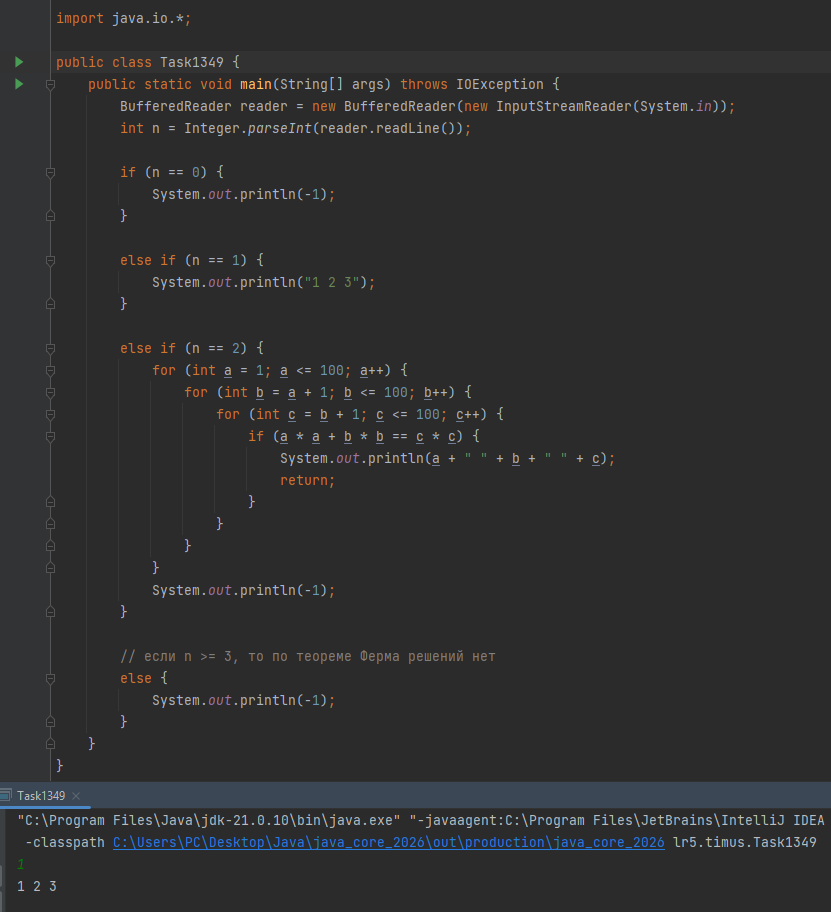 import java.io.*;
public class Task1349 {
public static void main(String[] args) throws IOException {
BufferedReader reader = new BufferedReader(new InputStreamReader(System.in));
int n = Integer.parseInt(reader.readLine());
if (n == 0) {
System.out.println(-1);
}
else if (n == 1) {
System.out.println("1 2 3");
}
else if (n == 2) {
for (int a = 1; a <= 100; a++) {
for (int b = a + 1; b <= 100; b++) {
for (int c = b + 1; c <= 100; c++) {
if (a * a + b * b == c * c) {
System.out.println(a + " " + b + " " + c);
return;
}
}
}
}
System.out.println(-1);
}
// если n >= 3, то по теореме Ферма решений нет
else {
System.out.println(-1);
}
}
}
Task1349
"C:\Program Files\Java\jdk-21.0.10\bin\java.exe" "-javaagent:C:\Program Files\JetBrains\IntelliJ IDEA
-classpath C:\Users\PC\Desktop\Java\java_core_2026\out\production\java_core_2026 lr5.timus.Task1349
1
1 2 3